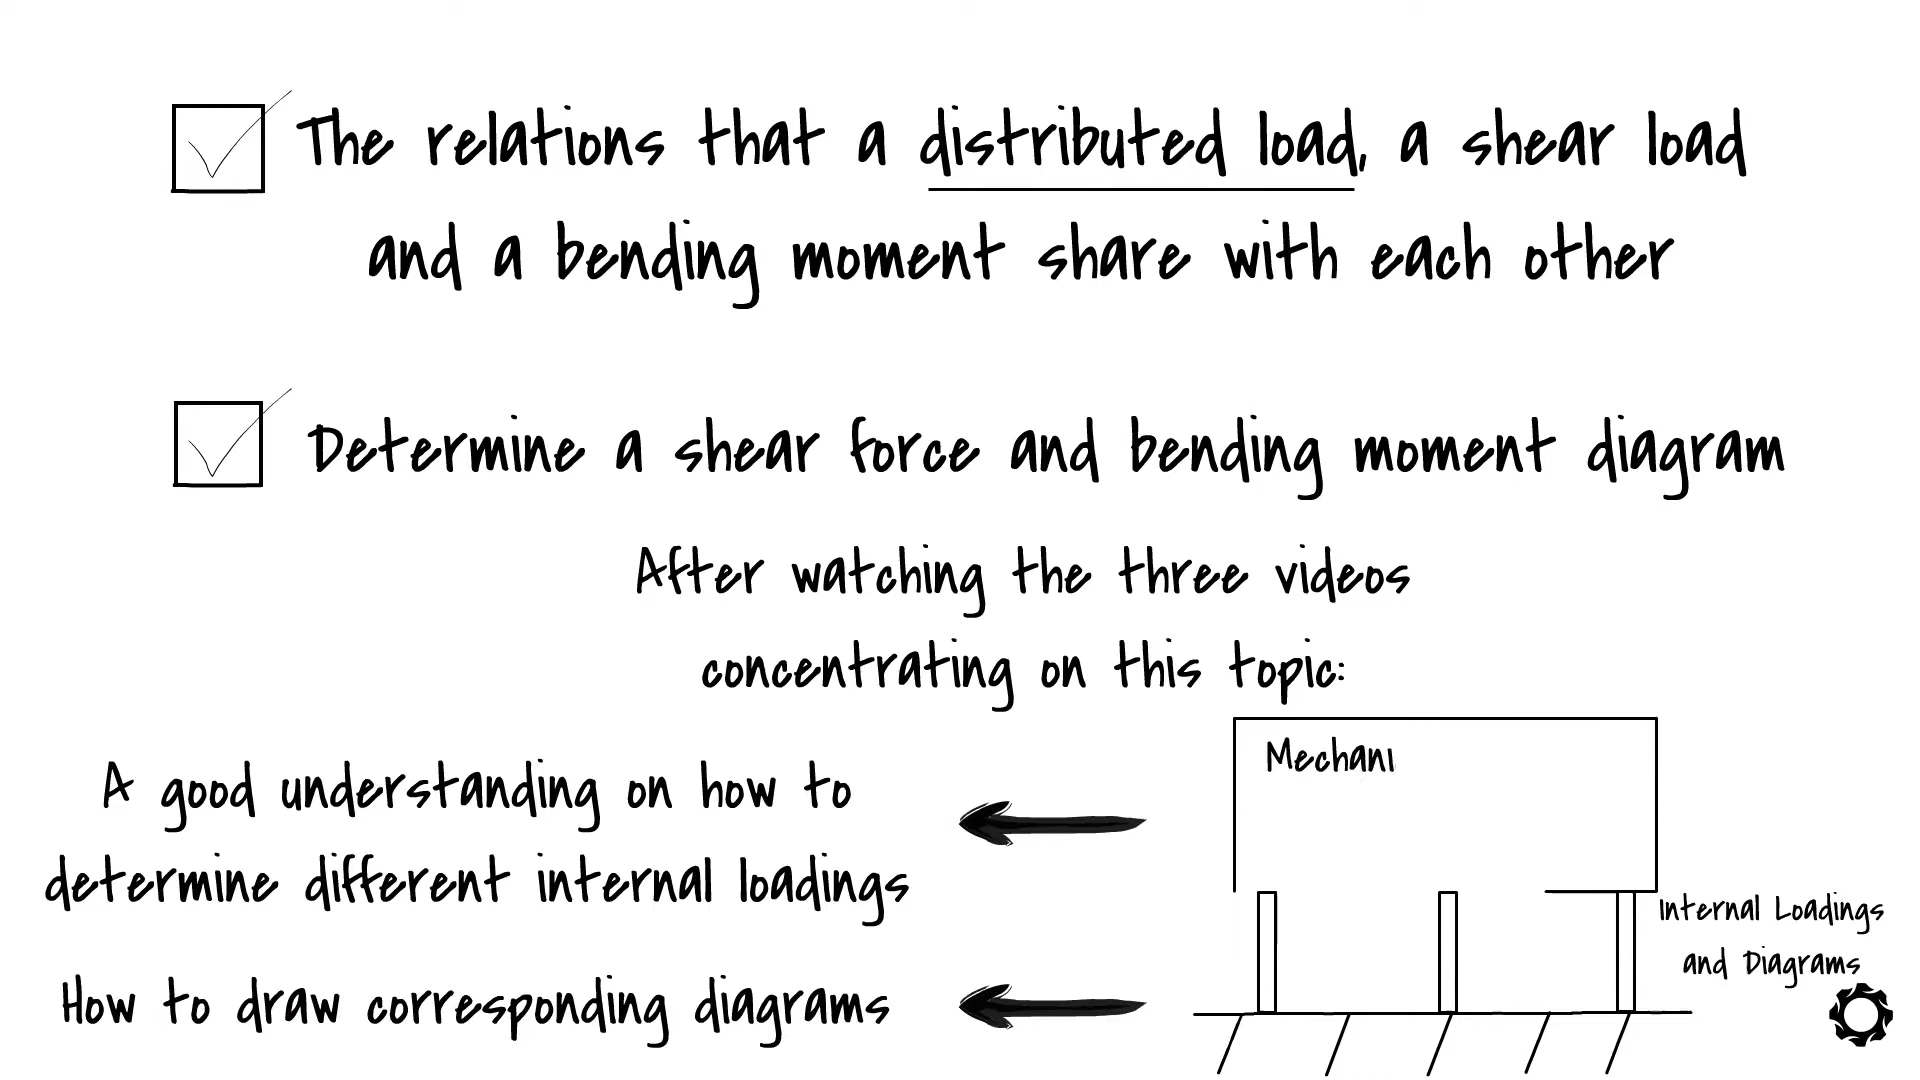 The relations that a distributed load, a shear load
and a bending moment share with each other
Determine a shear force and bending moment diagram
After watching the three videos
concentrating on this topic:
A good understanding on how to
determine different internal loadings
How to draw corresponding diagrams
Mechani
Internal Loadings
and Diagrams